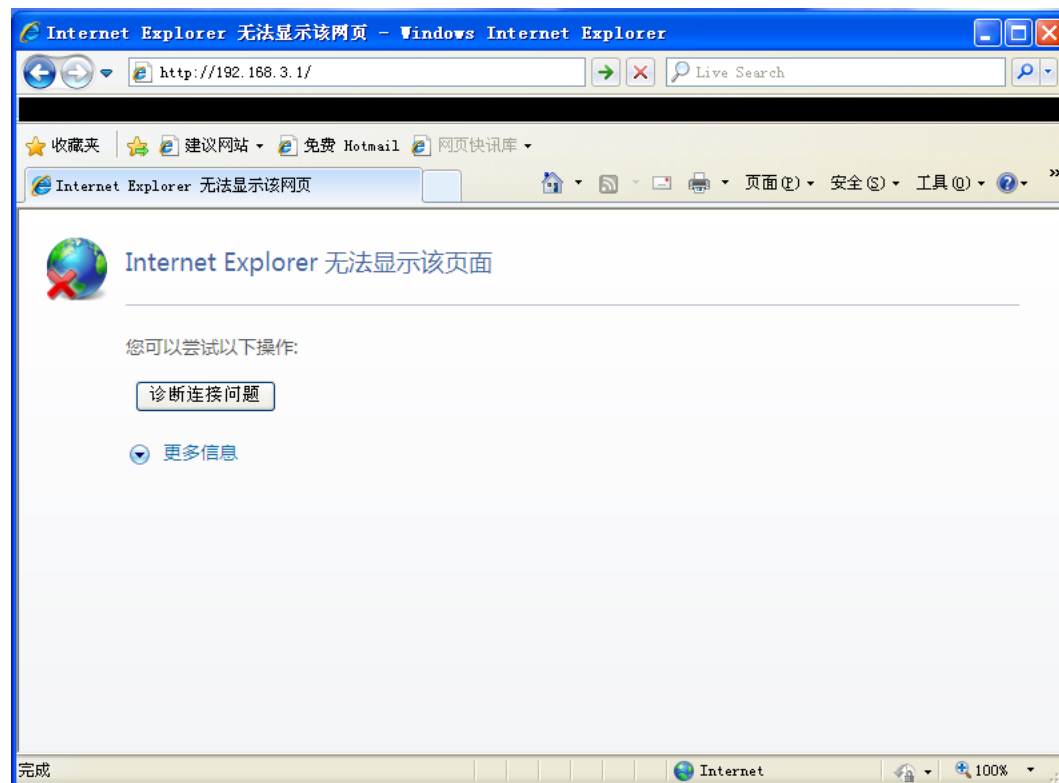 Internet Explorer 无法显示该网页 - Windows Internet Explorer
http://192.168.3.1/ Live Search
收藏夹 建议网站 免费 Hotmail 网页快讯库
Internet Explorer 无法显示该网页 页面(P) 安全(S) 工具(O) »
Internet Explorer 无法显示该页面
您可以尝试以下操作:
诊断连接问题
更多信息
完成 Internet 100%